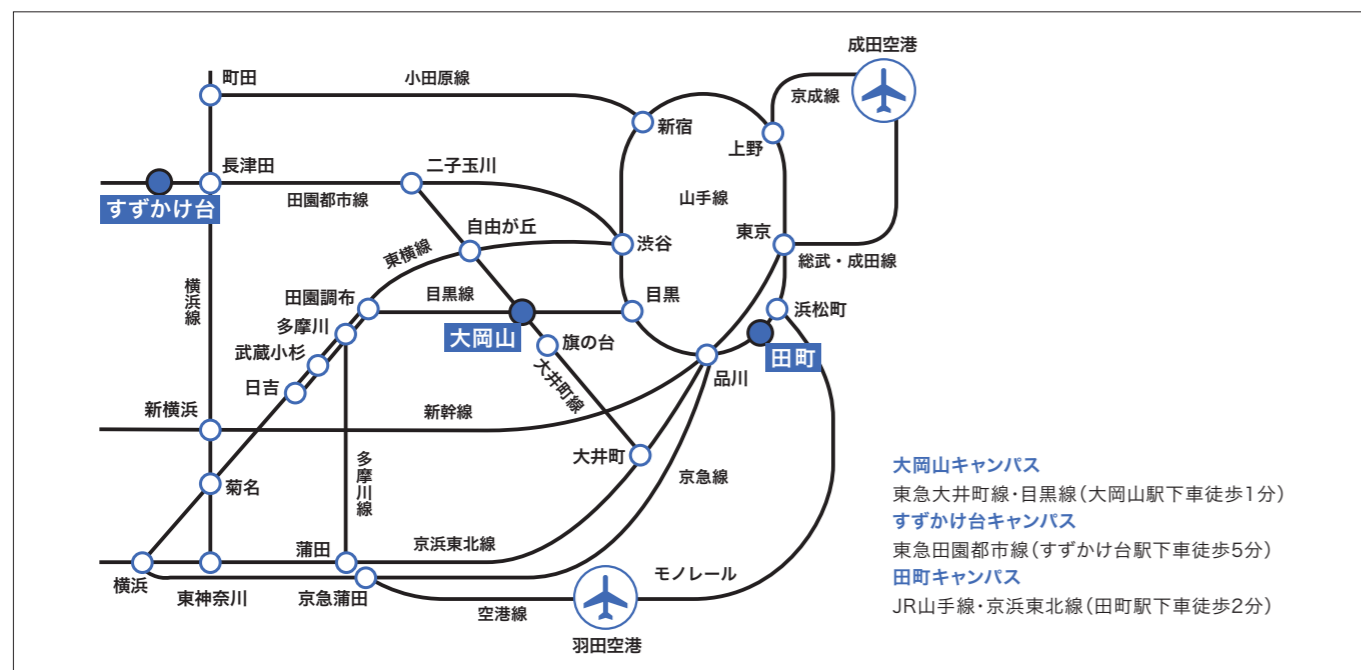 成田空港
町田
小田原線
京成線
新宿
上野
長津田
二子玉川
山手線
すずかけ台
田園都市線
自由が丘
渋谷
東京
東横線
総武・成田線
横浜線
田園調布
目黒線
目黒
浜松町
多摩川
大岡山
旗の台
田町
武蔵小杉
大井町線
品川
日吉
新横浜
新幹線
多摩川線
大井町
京急線
菊名
京浜東北線
蒲田
横浜
東神奈川
京急蒲田
空港線
モノレール
羽田空港
大岡山キャンパス
東急大井町線・目黒線(大岡山駅下車徒歩1分)
すずかけ台キャンパス
東急田園都市線(すずかけ台駅下車徒歩5分)
田町キャンパス
JR山手線・京浜東北線(田町駅下車徒歩2分)